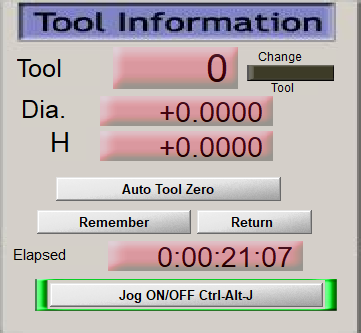 Tool Information
Tool 0 Change
Tool
Dia. +0.0000
H +0.0000
Auto Tool Zero
Remember Return
Elapsed 0:00:21:07
Jog ON/OFF Ctrl-Alt-J